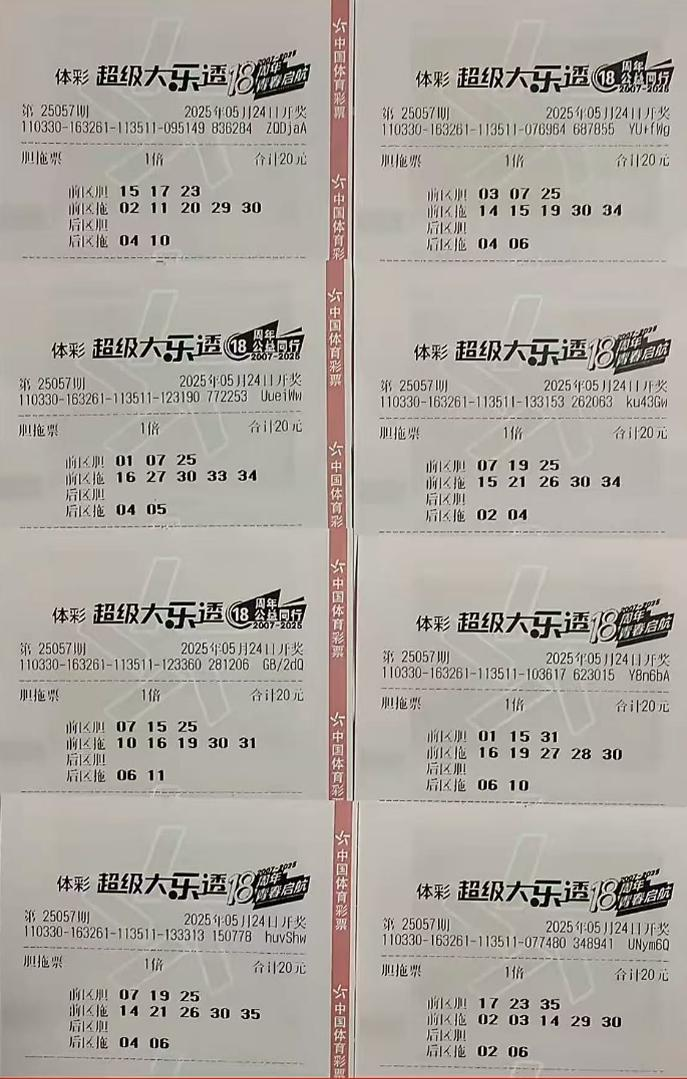 体彩 超级大乐透 18周年 青春启航 2007-2025
第 25057期 2025年05月24日开奖
110330-163261-113511-095149 836284 ZQDjaA
胆拖票 1倍 合计20元
前区胆 15 17 23
前区拖 02 11 20 29 30
后区胆
后区拖 04 10
体彩 超级大乐透 18周年 公益同行 2007-2025
第 25057期 2025年05月24日开奖
110330-163261-113511-076964 687855 YU+fWg
胆拖票 1倍 合计20元
前区胆 03 07 25
前区拖 14 15 19 30 34
后区胆
后区拖 04 06
体彩 超级大乐透 18周年 公益同行 2007-2025
第 25057期 2025年05月24日开奖
110330-163261-113511-123190 772253 UueiWw
胆拖票 1倍 合计20元
前区胆 01 07 25
前区拖 16 27 30 33 34
后区胆
后区拖 04 05
体彩 超级大乐透 18周年 青春启航 2007-2025
第 25057期 2025年05月24日开奖
110330-163261-113511-133153 262063 ku43Gw
胆拖票 1倍 合计20元
前区胆 07 19 25
前区拖 15 21 26 30 34
后区胆
后区拖 02 04
体彩 超级大乐透 18周年 公益同行 2007-2025
第 25057期 2025年05月24日开奖
110330-163261-113511-123360 281206 GB/2dQ
胆拖票 1倍 合计20元
前区胆 07 15 25
前区拖 10 16 19 30 31
后区胆
后区拖 06 11
体彩 超级大乐透 18周年 青春启航 2007-2025
第 25057期 2025年05月24日开奖
110330-163261-113511-103617 623015 Y8n6bA
胆拖票 1倍 合计20元
前区胆 01 15 31
前区拖 16 19 27 28 30
后区胆
后区拖 06 10
体彩 超级大乐透 18周年 青春启航 2007-2025
第 25057期 2025年05月24日开奖
110330-163261-113511-133313 150778 huvShw
胆拖票 1倍 合计20元
前区胆 07 19 25
前区拖 14 21 26 30 35
后区胆
后区拖 04 06
体彩 超级大乐透 18周年 青春启航 2007-2025
第 25057期 2025年05月24日开奖
110330-163261-113511-077480 348941 UNym6Q
胆拖票 1倍 合计20元
前区胆 17 23 35
前区拖 02 03 14 29 30
后区胆
后区拖 02 06
中国体育彩票
中国体育彩
中国体育彩票
中国体育彩
中国体育彩票
中国体育彩
中国体育彩票
中国体育彩